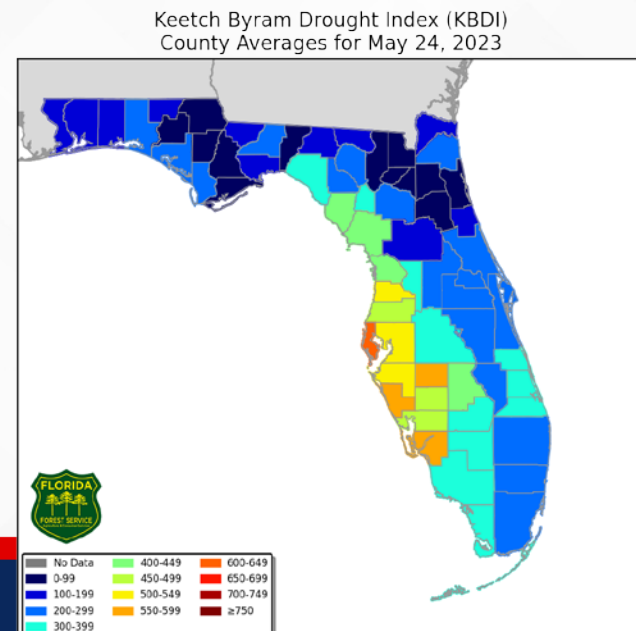 Keetch Byram Drought Index (KBDI)
County Averages for May 24, 2023
FLORIDA
FOREST SERVICE
No Data
0-99
100-199
200-299
300-399
400-449
450-499
500-549
550-599
600-649
650-699
700-749
≥750